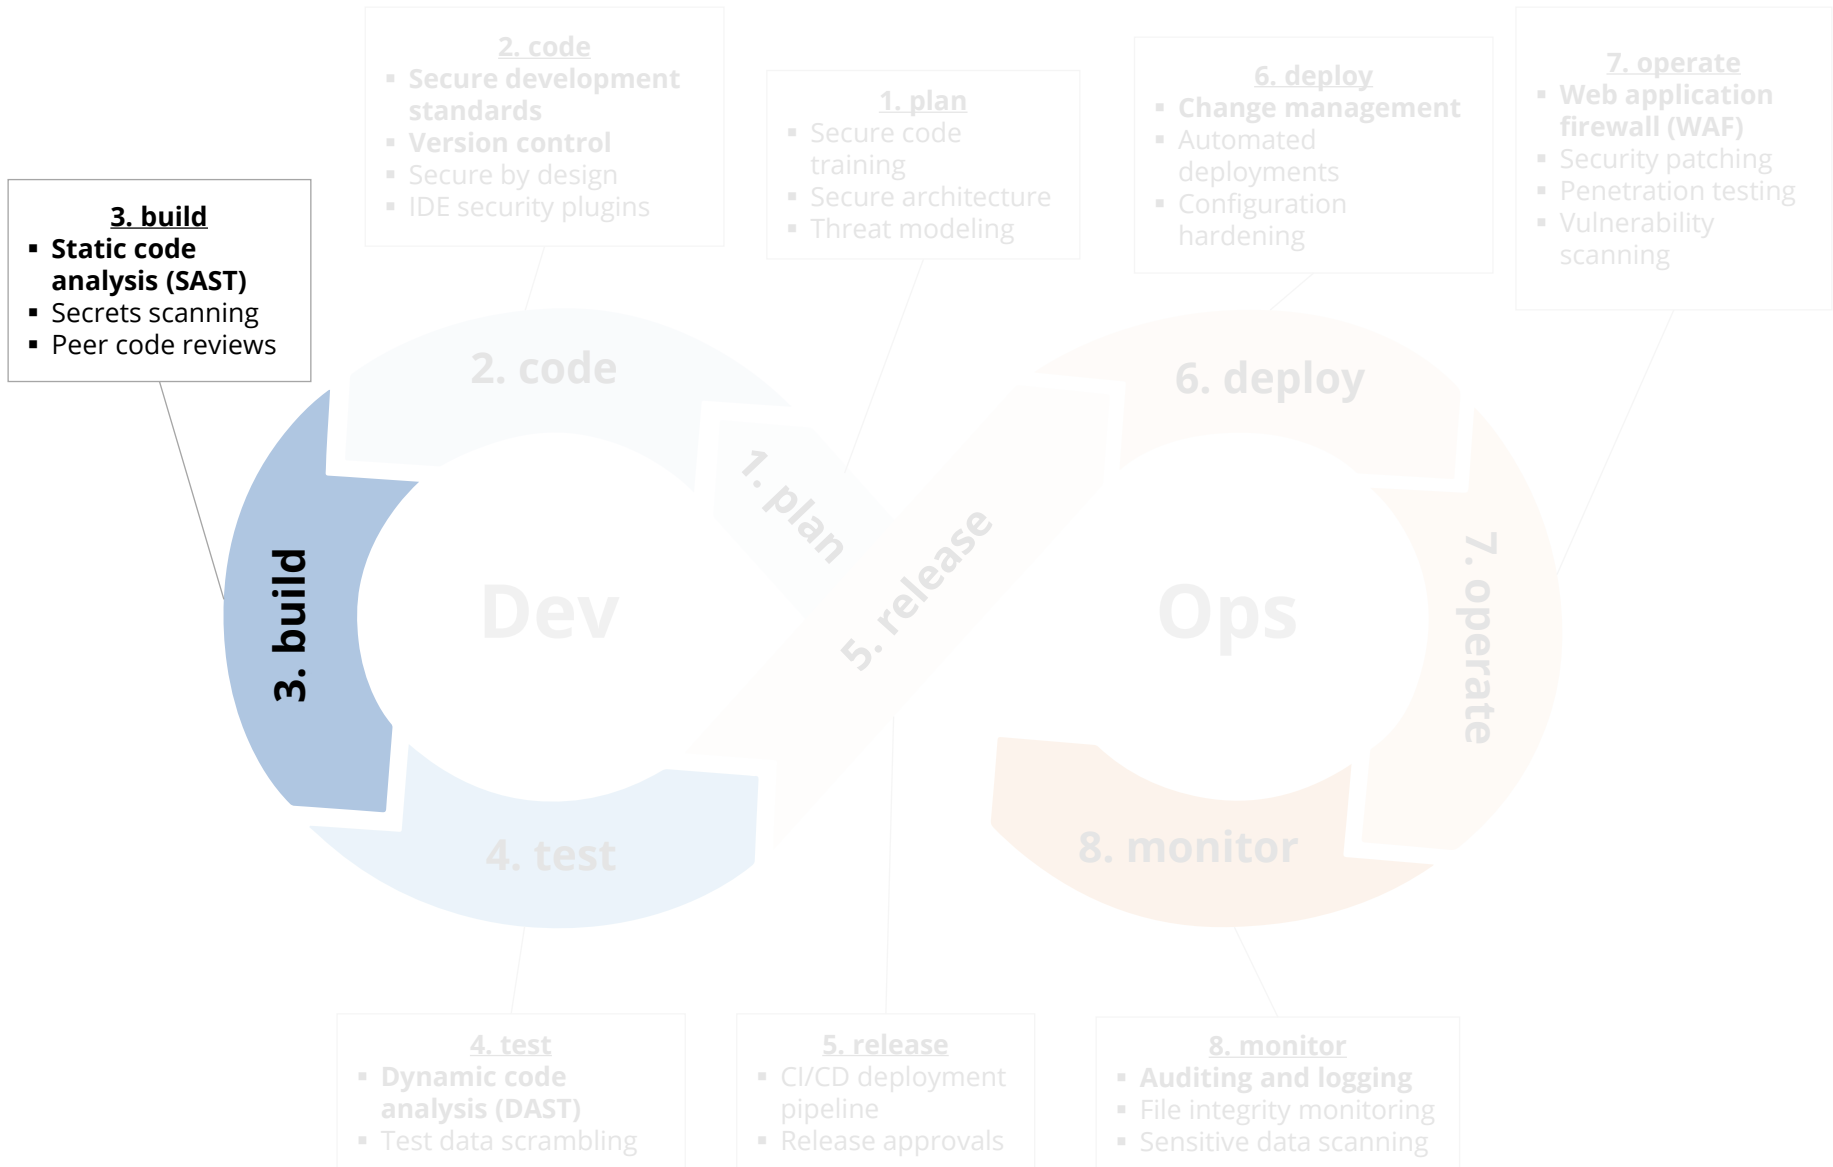 2. code
▪ Secure development
standards
▪ Version control
▪ Secure by design
▪ IDE security plugins
1. plan
▪ Secure code
training
▪ Secure architecture
▪ Threat modeling
6. deploy
▪ Change management
▪ Automated
deployments
▪ Configuration
hardening
7. operate
▪ Web application
firewall (WAF)
▪ Security patching
▪ Penetration testing
▪ Vulnerability
scanning
3. build
▪ Static code
analysis (SAST)
▪ Secrets scanning
▪ Peer code reviews
2. code
1. plan
3. build
Dev
4. test
5. release
6. deploy
Ops
7. operate
8. monitor
4. test
▪ Dynamic code
analysis (DAST)
▪ Test data scrambling
5. release
▪ CI/CD deployment
pipeline
▪ Release approvals
8. monitor
▪ Auditing and logging
▪ File integrity monitoring
▪ Sensitive data scanning